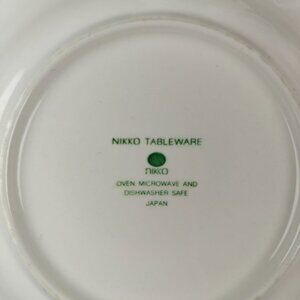 NIKKO TABLEWARE
NIKKO
OVEN MICROWAVE AND
DISHWASHER SAFE
JAPAN